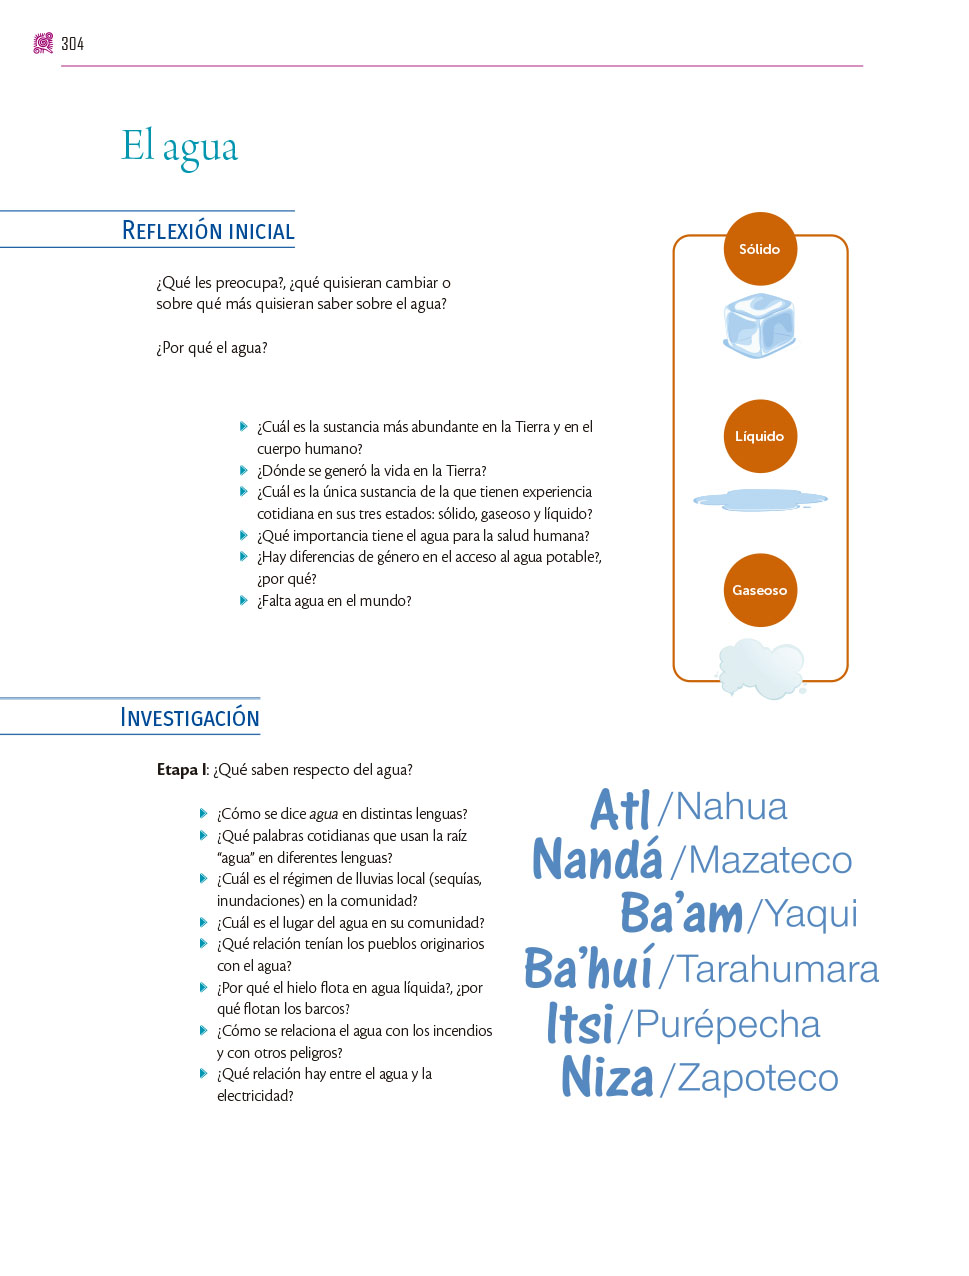 304
El agua
REFLEXIÓN INICIAL
¿Qué les preocupa?, ¿qué quisieran cambiar o
sobre qué más quisieran saber sobre el agua?
¿Por qué el agua?
¿Cuál es la sustancia más abundante en la Tierra y en el
cuerpo humano?
¿Dónde se generó la vida en la Tierra?
¿Cuál es la única sustancia de la que tienen experiencia
cotidiana en sus tres estados: sólido, gaseoso y líquido?
¿Qué importancia tiene el agua para la salud humana?
¿Hay diferencias de género en el acceso al agua potable?,
¿por qué?
¿Falta agua en el mundo?
Sólido
Líquido
Gaseoso
INVESTIGACIÓN
Etapa I: ¿Qué saben respecto del agua?
¿Cómo se dice agua en distintas lenguas?
¿Qué palabras cotidianas que usan la raíz
“agua” en diferentes lenguas?
¿Cuál es el régimen de lluvias local (sequías,
inundaciones) en la comunidad?
¿Cuál es el lugar del agua en su comunidad?
¿Qué relación tenían los pueblos originarios
con el agua?
¿Por qué el hielo flota en agua líquida?, ¿por
qué flotan los barcos?
¿Cómo se relaciona el agua con los incendios
y con otros peligros?
¿Qué relación hay entre el agua y la
electricidad?
Atl /Nahua
Nandá /Mazateco
Ba’am /Yaqui
Ba’huí /Tarahumara
Itsi /Purépecha
Niza /Zapoteco